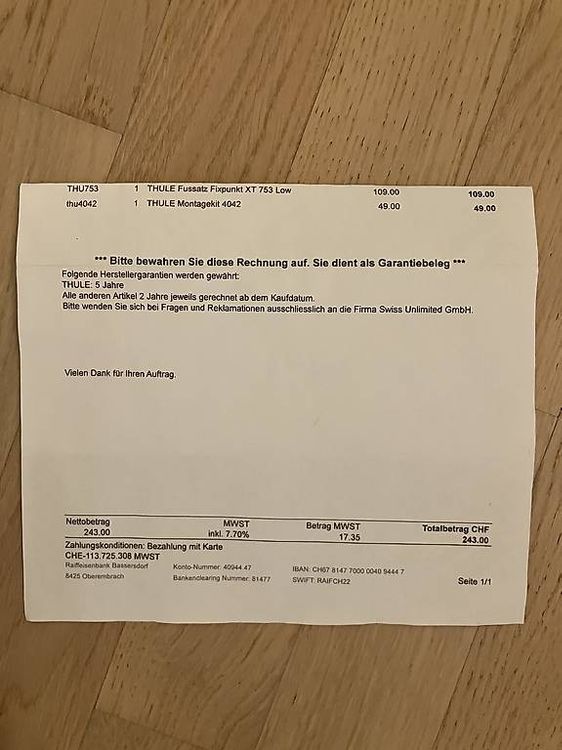 THU753 1 THULE Fussatz Fixpunkt XT 753 Low 109.00 109.00
thu4042 1 THULE Montagekit 4042 49.00 49.00
*** Bitte bewahren Sie diese Rechnung auf. Sie dient als Garantiebeleg ***
Folgende Herstellergarantien werden gewährt:
THULE: 5 Jahre
Alle anderen Artikel 2 Jahre jeweils gerechnet ab dem Kaufdatum.
Bitte wenden Sie sich bei Fragen und Reklamationen ausschliesslich an die Firma Swiss Unlimited GmbH.
Vielen Dank für Ihren Auftrag.
Nettobetrag MWST Betrag MWST Totalbetrag CHF
243.00 inkl. 7.70% 17.35 243.00
Zahlungskonditionen: Bezahlung mit Karte
CHE-113.725.308 MWST
Raiffeisenbank Bassersdorf Konto-Nummer: 40944.47 IBAN: CH67 8147 7000 0040 9444 7
8425 Oberembrach Bankenclearing Nummer: 81477 SWIFT: RAIFCH22 Seite 1/1